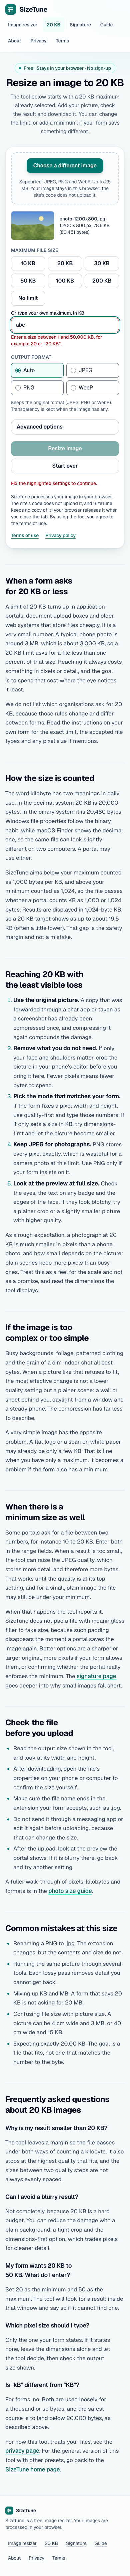 SizeTune
Image resizer 20 KB Signature Guide
About Privacy Terms
Free · Stays in your browser · No sign-up
Resize an image to 20 KB
The tool below starts with a 20 KB maximum
already selected. Add your photo, check
the result and download it. You can choose
a different limit if your form needs
something different.
Choose a different image
Supported: JPEG, PNG and WebP. Up to 25
MB. Your image stays in this browser; the
site's code does not upload it.
photo-1200x800.jpg
1,200 × 800 px, 78.6 KB
(80,451 bytes)
MAXIMUM FILE SIZE
10 KB 20 KB 30 KB
50 KB 100 KB 200 KB
No limit
Or type your own maximum, in KB
abc
Enter a size between 1 and 50,000 KB, for
example 20 or "20 KB".
OUTPUT FORMAT
Auto JPEG
PNG WebP
Keeps the original format (JPEG, PNG or WebP).
Transparency is kept when the image has any.
Advanced options
Resize image
Start over
Fix the highlighted settings to continue.
SizeTune processes your image in your browser.
The site's own code does not upload it, and SizeTune
keeps no copy of it; your browser releases it when
you close the tab. By using the tool you agree to
the terms of use.
Terms of use Privacy policy
When a form asks
for 20 KB or less
A limit of 20 KB turns up in application
portals, document upload pages and older
web forms that still store files cheaply. It is a
very small number. A typical phone photo is
around 3 MB, which is about 3,000 KB, so a
20 KB limit asks for a file less than one
percent of that size. Reaching it always costs
some detail, and the goal
is to spend that cost where the eye notices
it least.
We do not list which organisations ask for 20
KB, because those rules change and differ
between forms. Read the instructions of your
own form for the exact limit, the accepted file
types and any pixel size it mentions.
How the size is counted
The word kilobyte has two meanings in daily
use. In the decimal system 20 KB is 20,000
bytes. In the binary system it is 20,480 bytes.
Windows file properties follow the binary
habit, while macOS Finder shows the decimal
one, so the same file can look slightly
different on two computers. A portal may
use either.
SizeTune aims below your maximum counted
as 1,000 bytes per KB, and above your
minimum counted as 1,024, so the file passes
whether a portal counts KB as 1,000 or 1,024
bytes. Results are displayed in 1,024-byte KB,
so a 20 KB target shows as up to about 19.5
KB (often a little lower). That gap is the safety
margin and not a mistake.
Reaching 20 KB with
the least visible loss
1. Use the original picture. A copy that was
forwarded through a chat app or taken as
a screenshot has already been
compressed once. Compressing it
again compounds the damage.
2. Remove what you do not need. If only
your face or the document matters, crop
the background away before you resize
here. Fewer pixels means fewer
bytes to spend.
3. Pick the mode that matches your form.
If the form fixes a pixel width and height,
use quality-first and type those numbers. If
only the file size is limited, crop to essentials
first and let the picture become smaller.
4. Keep JPEG for photographs. PNG stores
every pixel exactly, which is wasteful for a
camera photo at this limit. Use PNG only if
your form insists on it.
5. Look at the preview at full size. Check
the eyes, the text on any badge and the
edges of the face. If they look blotchy, try
a smaller crop or a slightly smaller picture
with higher quality.
As a rough expectation, a photograph at 20
KB is usually a few hundred pixels wide, but
the exact detail depends on the picture:
plain scenes keep more pixels than busy
ones. Treat this as a feel for the scale and not
as a promise, and read the dimensions the
tool displays.
If the image is too
complex or too simple
Busy backgrounds, foliage, patterned clothing
and the grain from a dim indoor shot all cost
bytes. When a picture like that refuses to fit,
the most effective change is not a lower
quality setting but a plainer scene: a wall or
curtain behind you, daylight from a window and
a steady phone. The compression has far less
to describe.
A very simple image has the opposite
problem. A flat logo or a scan on white paper
may already be only a few KB. That is fine
when you have only a maximum. It becomes a
problem if the form also has a minimum.
When there is a
minimum size as well
Some portals ask for a file between two
numbers, for instance 10 to 20 KB. Enter both
in the range fields. When a result is too small,
the tool may raise the JPEG quality, which
stores more real detail and therefore more
bytes. That works up to the quality ceiling. At
its top setting, and for a small, plain image the file
may still be under your minimum.
When that happens the tool reports it.
SizeTune does not pad a file with meaningless
filler to fake its size, because such padding
can disappear the moment a portal saves the
image again. Better options are a sharper or
larger original, more pixels if your form allows
them, or confirming whether the portal really
enforces the minimum. The signature page
goes deeper into why simple images fall short.
Check the file
before you upload
• Read the output size shown in the tool,
and look at its width and height.
• After downloading, open the file's
properties on your phone or computer to
confirm the size yourself.
• Make sure the file name ends in the
extension your form accepts, such as .jpg.
• Do not send it through a messaging app or
edit it again before uploading, because
that can change the size.
• After the upload, look at the preview the
portal shows. If it is blurry there, go back
and try another setting.
A fuller walk-through of pixels, kilobytes and
formats is in the photo size guide.
Common mistakes at this size
• Renaming a PNG to .jpg. The extension
changes, but the contents and size do not.
• Running the same picture through several
tools. Each lossy pass removes detail you
cannot get back.
• Mixing up KB and MB. A form that says 20
KB is not asking for 20 MB.
• Confusing file size with picture size. A
picture can be 4 cm wide and 3 MB, or 40
cm wide and 15 KB.
• Expecting exactly 20.00 KB. The goal is a
file that fits, not one that matches the
number to the byte.
Frequently asked questions
about 20 KB images
Why is my result smaller than 20 KB?
The tool leaves a margin so the file passes
under both ways of counting a kilobyte. It also
stops at the highest quality that fits, and the
next step up would sometimes be just above
the limit, because two quality steps are not
evenly spaced.
Can I avoid a blurry result?
Not completely, because 20 KB is a hard
budget. You can reduce the damage with a
plain background, good light and a tight
crop, or the dimension-first option, which
brings the picture dimensions, which trades pixels
for cleaner detail.
My form wants 20 KB to
50 KB. What do I enter?
Set 20 as the minimum and 50 as the
maximum. The tool will look for a result inside
that window and say so if it cannot find one.
Which pixel size should I type?
Only the one your form states. If it states
none, leave the dimensions alone and let
the tool decide, then check the output
size shown.
Is "kB" different from "KB"?
For forms, no. Both are used loosely for
a thousand or so bytes, and the safest
course is to land below 20,000 bytes, as
described above.
For how the tool treats your files, see the
privacy page. For the general version of this
tool with other presets, go back to the
SizeTune home page.
SizeTune
SizeTune is a free image resizer. Your images are
processed in your browser.
Image resizer 20 KB Signature Guide
About Privacy Terms